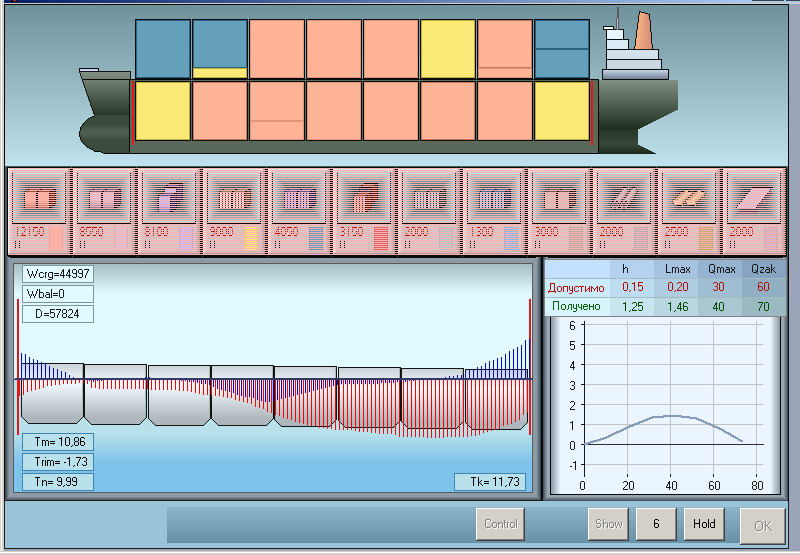 12150 8550 8100 9000 4050 3150 2000 1300 3000 2000 2500 2000
Wcrg=44997
Wbal=0
D=57824
Tm= 10,86
Trim= -1,73
Tn= 9,99
Tk= 11,73
h Lmax Qmax Qzak
Допустимо 0,15 0,20 30 60
Получено 1,25 1,46 40 70
6
5
4
3
2
1
0
-1
0 20 40 60 80
Control Show 6 Hold OK